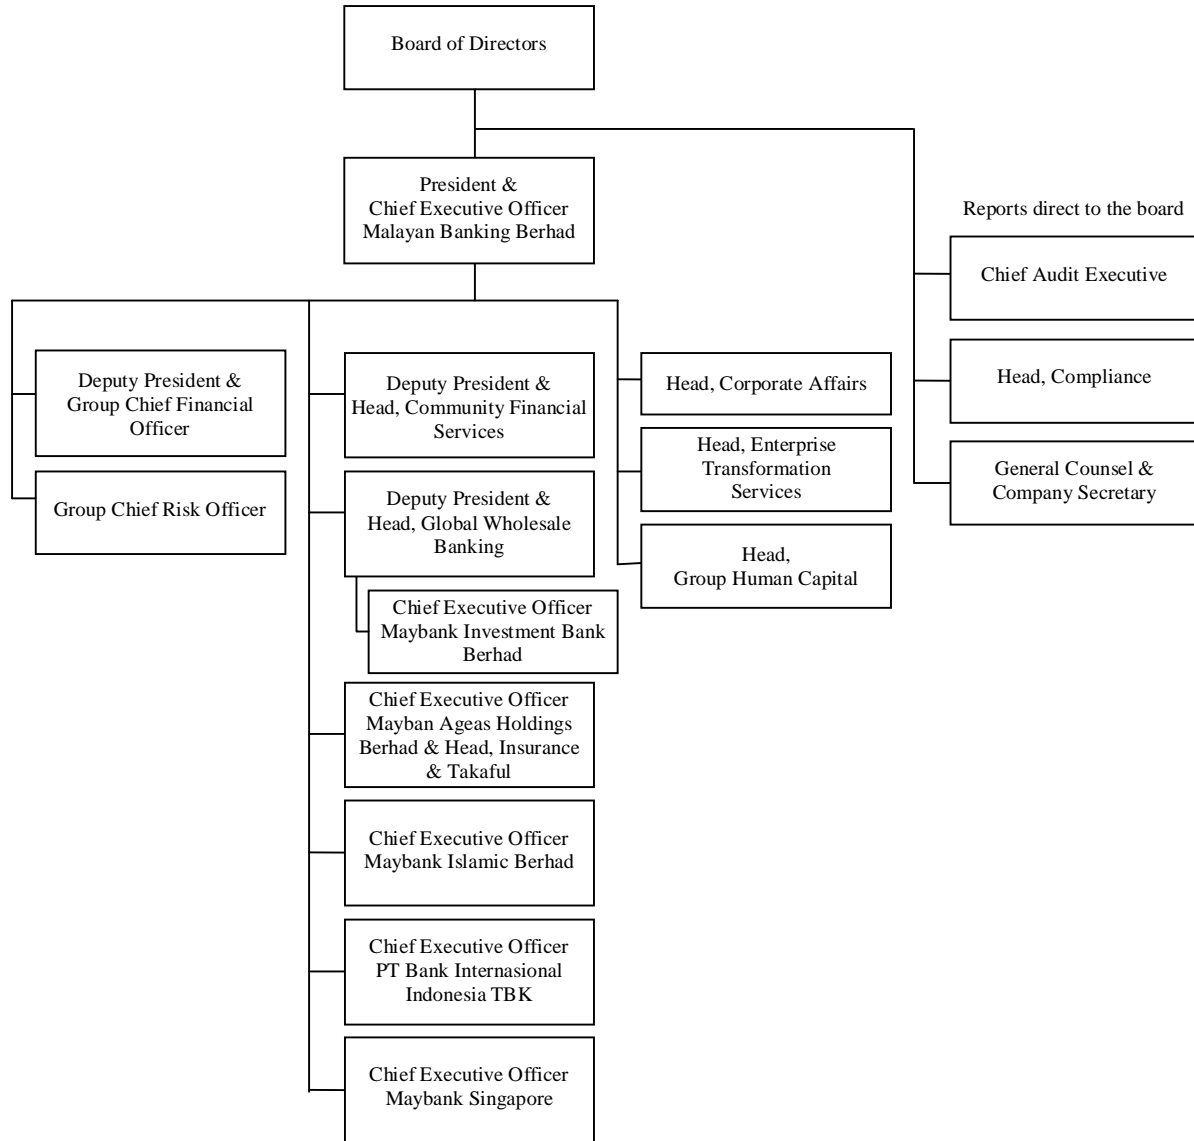 Board of Directors
President &
Chief Executive Officer
Malayan Banking Berhad
Reports direct to the board
Chief Audit Executive
Head, Compliance
General Counsel &
Company Secretary
Deputy President &
Group Chief Financial
Officer
Group Chief Risk Officer
Deputy President &
Head, Community Financial
Services
Deputy President &
Head, Global Wholesale
Banking
Chief Executive Officer
Maybank Investment Bank
Berhad
Chief Executive Officer
Mayban Ageas Holdings
Berhad & Head, Insurance
& Takaful
Chief Executive Officer
Maybank Islamic Berhad
Chief Executive Officer
PT Bank Internasional
Indonesia TBK
Chief Executive Officer
Maybank Singapore
Head, Corporate Affairs
Head, Enterprise
Transformation
Services
Head,
Group Human Capital